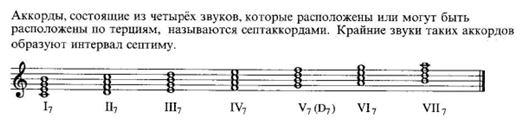 Аккорды, состоящие из четырёх звуков, которые расположены или могут быть
расположены по терциям, называются септаккордами. Крайние звуки таких аккордов
образуют интервал септиму.
I7 II7 III7 IV7 V7 (D7) VI7 VII7